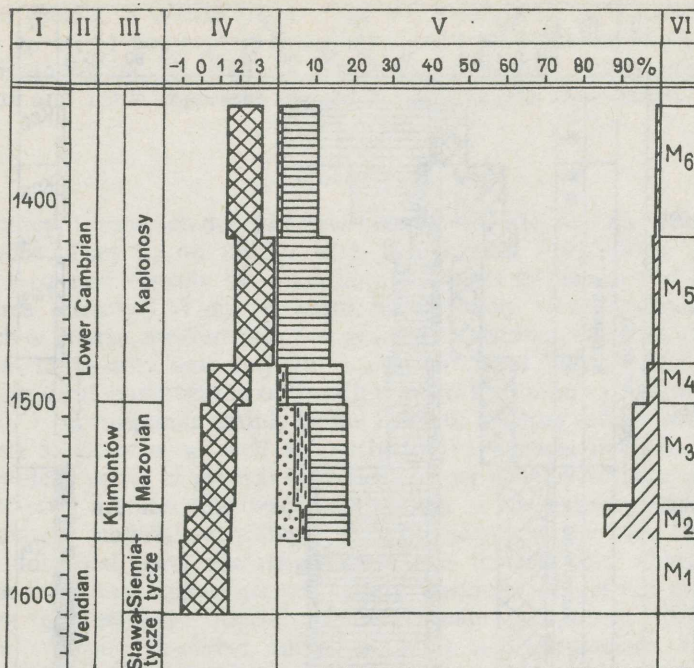 I II III IV V VI
-1 0 1 2 3 10 20 30 40 50 60 70 80 90 %
1400
1500
1600
Lower Cambrian
Vendian
Klimontów
Kaplonosy
Mazovian
Siemia-
tycze
Sława-
tycze
M6
M5
M4
M3
M2
M1